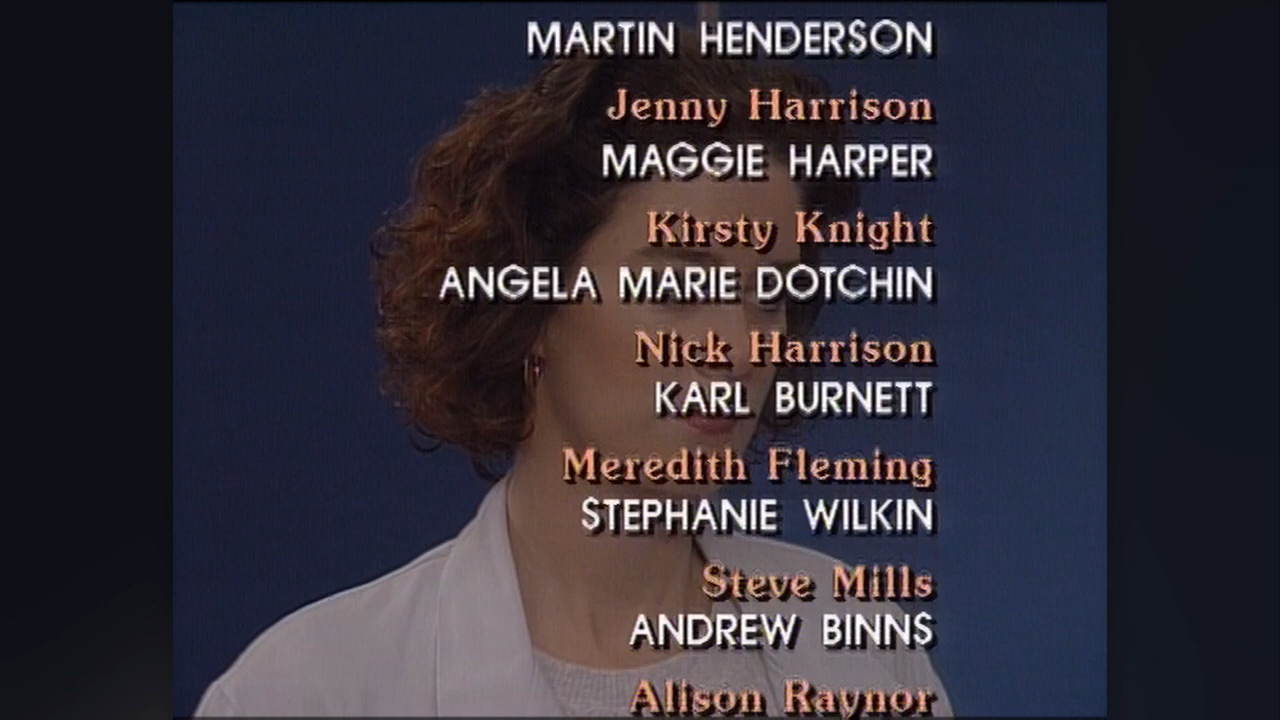 MARTIN HENDERSON
Jenny Harrison
MAGGIE HARPER
Kirsty Knight
ANGELA MARIE DOTCHIN
Nick Harrison
KARL BURNETT
Meredith Fleming
STEPHANIE WILKIN
Steve Mills
ANDREW BINNS
Alison Raynor